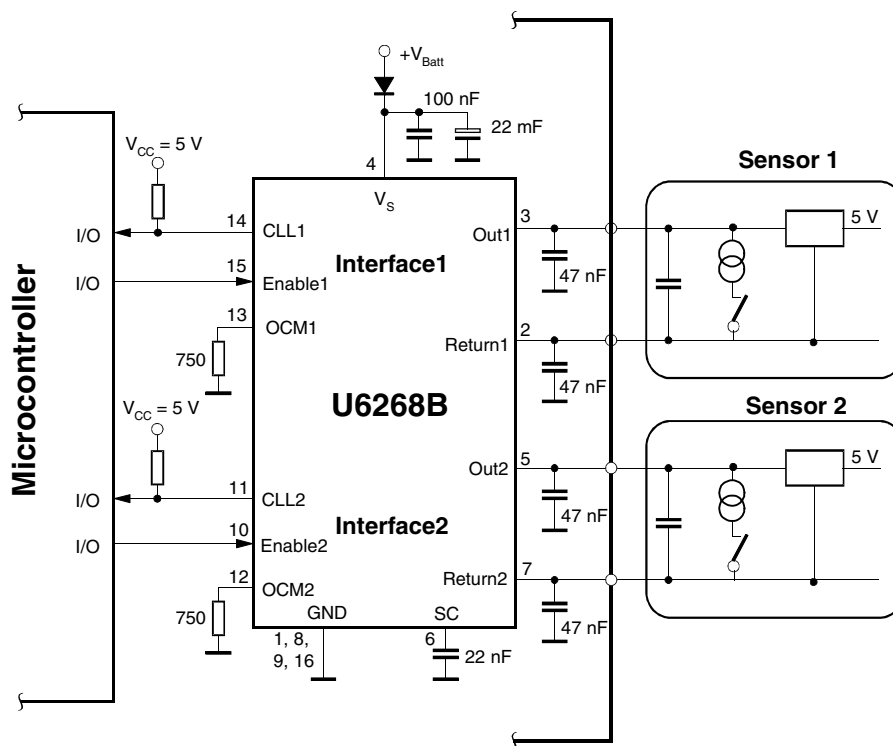 +V_Batt
100 nF
22 mF
V_CC = 5 V
4
V_S
Sensor 1
14
CLL1
I/O
3
Out1
5 V
Interface1
47 nF
15
Enable1
I/O
13
OCM1
750
2
Return1
47 nF
Microcontroller
U6268B
V_CC = 5 V
Sensor 2
5
Out2
5 V
11
CLL2
I/O
47 nF
Interface2
10
Enable2
I/O
12
OCM2
750
7
Return2
47 nF
GND
SC
1, 8,
9, 16
6
22 nF